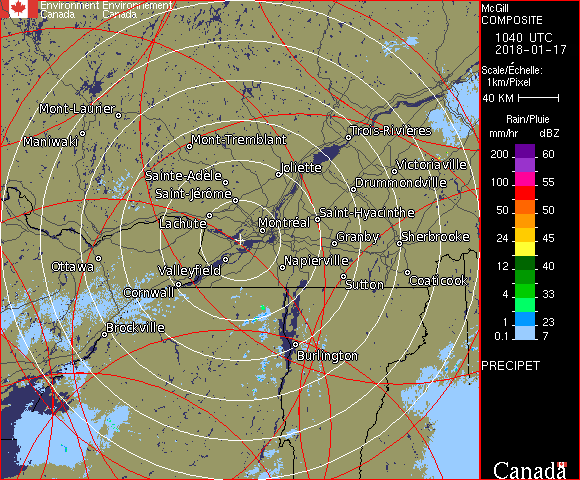 Environment Environnement
Canada Canada
McGill
COMPOSITE
1040 UTC
2018-01-17
Scale/Échelle:
1km/Pixel
40 KM
Rain/Pluie
mm/hr dBZ
200 60
100 55
50 50
24 45
12 40
4 33
1 23
0.1 7
PRECIPET
Canada
Mont-Laurier
Trois-Rivières
Maniwaki
Mont-Tremblant
Joliette
Victoriaville
Sainte-Adèle
Drummondville
Saint-Jérôme
Saint-Hyacinthe
Lachute
Montréal
Granby
Sherbrooke
Ottawa
Valleyfield
Napierville
Cornwall
Sutton
Coaticook
Brockville
Burlington